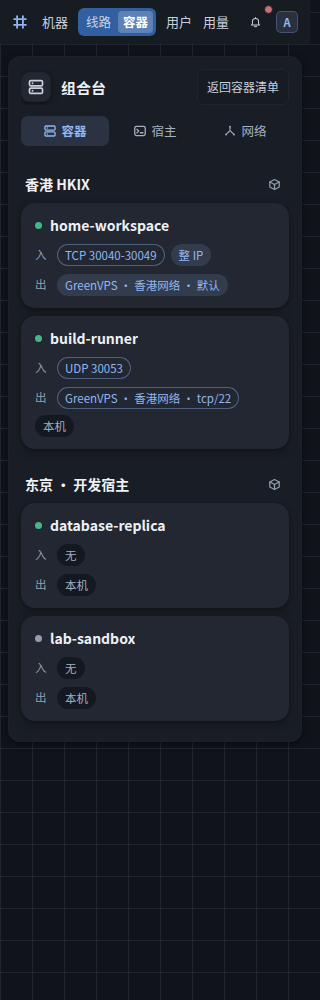 机器 线路 容器 用户 用量 A
组合台 返回容器清单
容器 宿主 网络
香港 HKIX
home-workspace
入 TCP 30040-30049 整 IP
出 GreenVPS · 香港网络 · 默认
build-runner
入 UDP 30053
出 GreenVPS · 香港网络 · tcp/22
本机
东京 · 开发宿主
database-replica
入 无
出 本机
lab-sandbox
入 无
出 本机